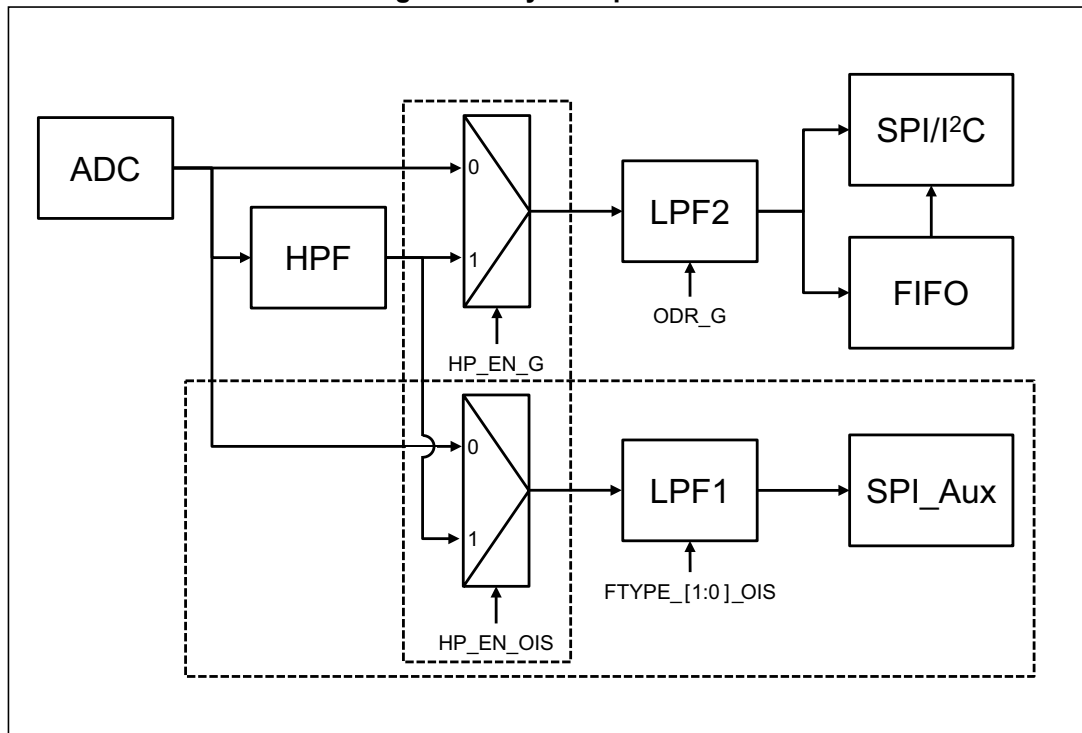 ADC
HPF
0
1
HP_EN_G
LPF2
ODR_G
SPI/I²C
FIFO
0
1
HP_EN_OIS
LPF1
FTYPE_[1:0]_OIS
SPI_Aux